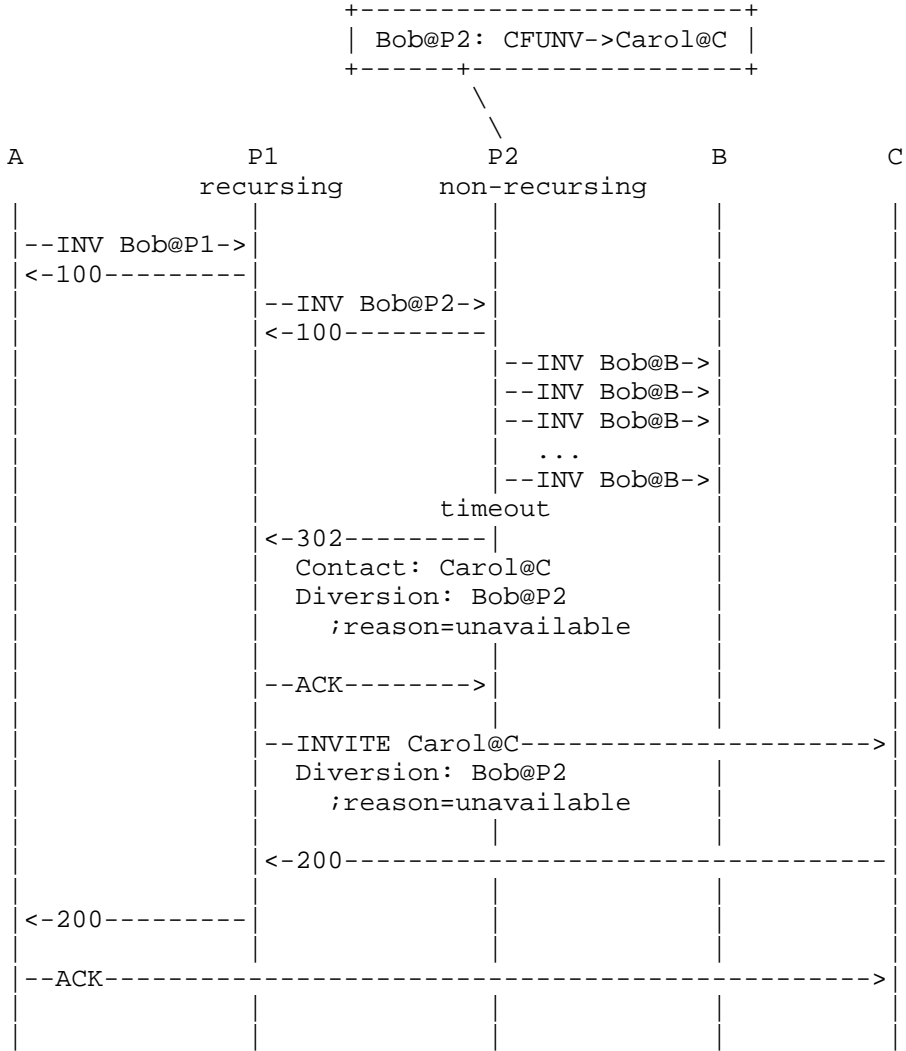 Bob@P2: CFUNV->Carol@C
A P1 P2 B C
recursing non-recursing
--INV Bob@P1->
<-100---------
--INV Bob@P2->
<-100---------
--INV Bob@B->
--INV Bob@B->
--INV Bob@B->
...
--INV Bob@B->
timeout
<-302---------
Contact: Carol@C
Diversion: Bob@P2
;reason=unavailable
--ACK-------->
--INVITE Carol@C---------------------->
Diversion: Bob@P2
;reason=unavailable
<-200----------------------------------
<-200---------
--ACK------------------------------------------------>